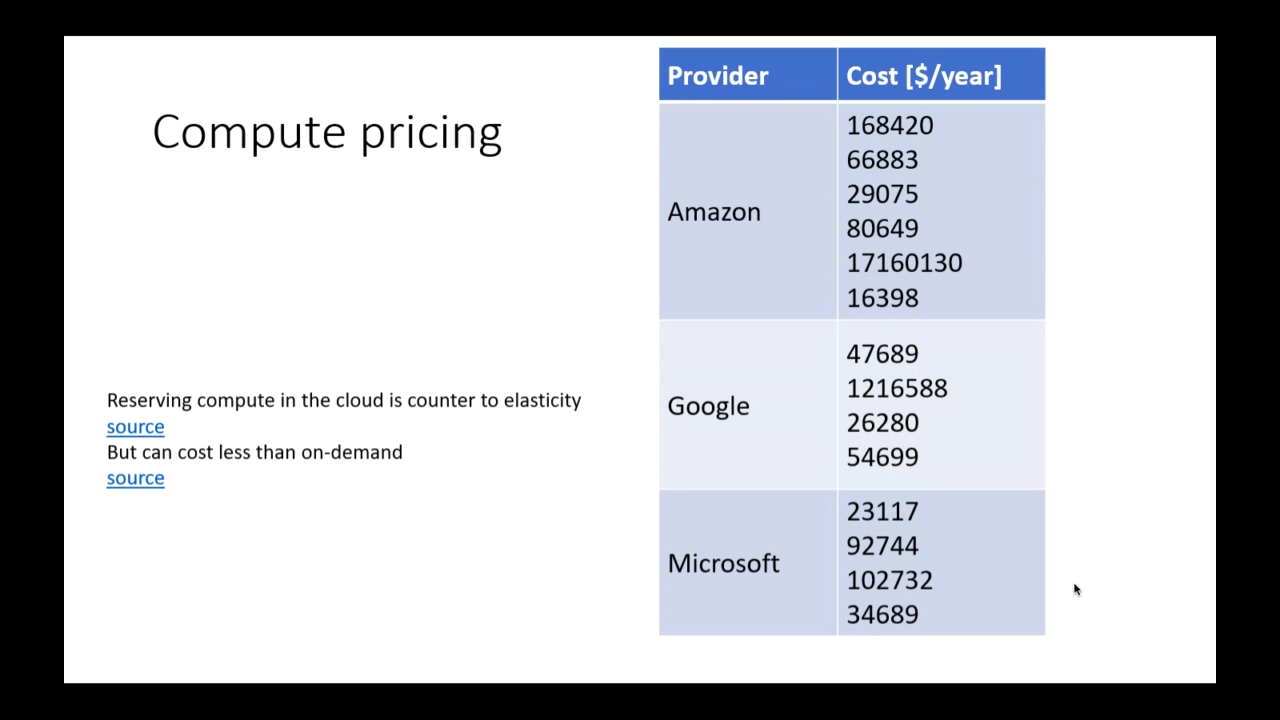 Compute pricing
Reserving compute in the cloud is counter to elasticity
source
But can cost less than on-demand
source
Provider Cost [$/year]
Amazon
168420
66883
29075
80649
17160130
16398
Google
47689
1216588
26280
54699
Microsoft
23117
92744
102732
34689